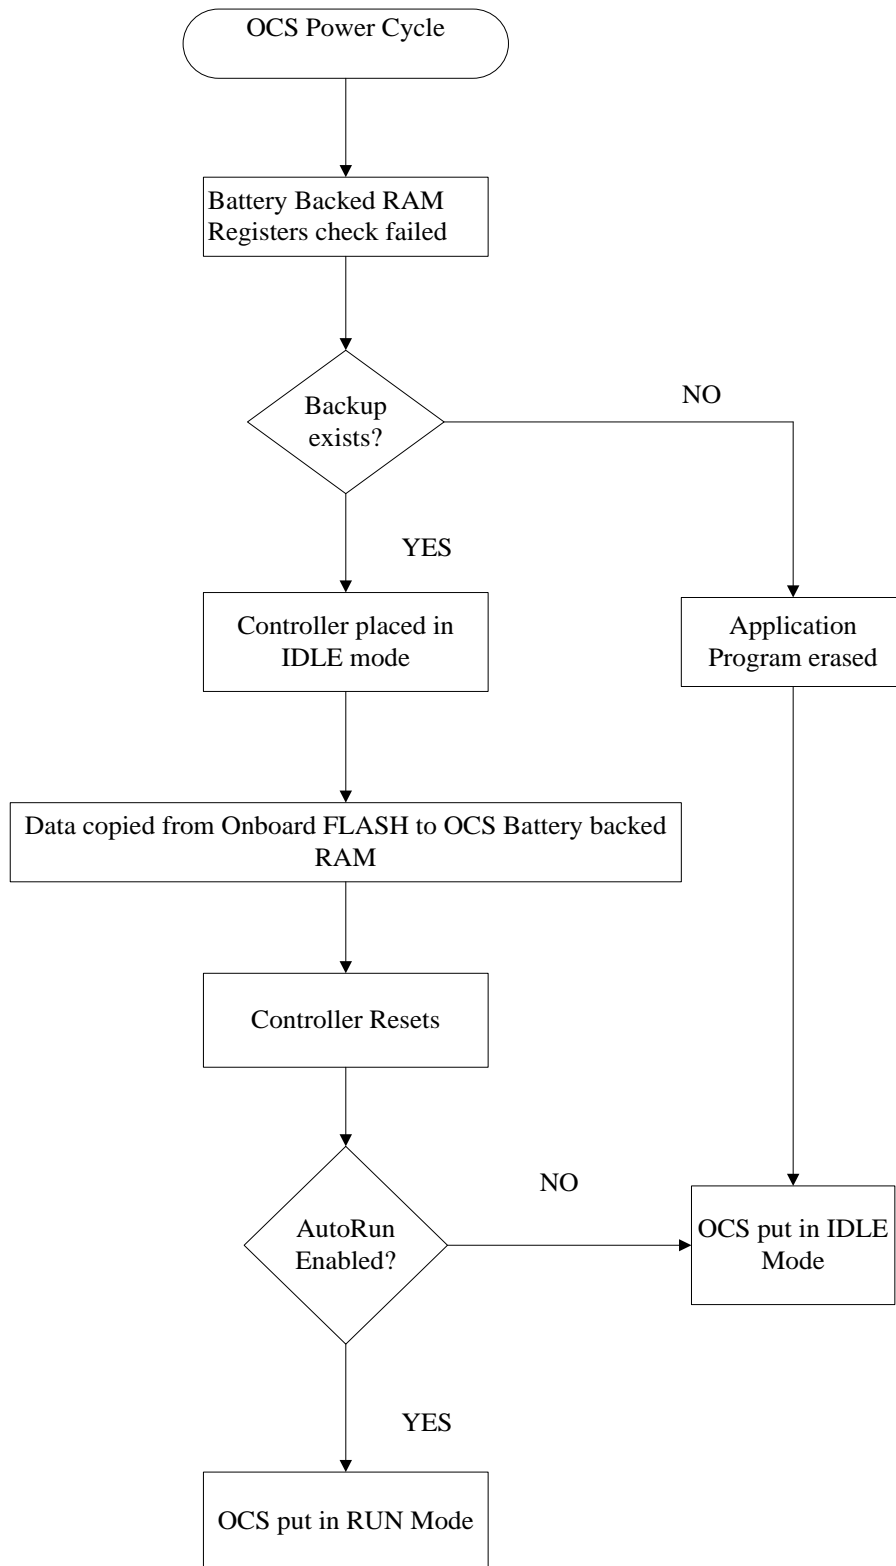 OCS Power Cycle
Battery Backed RAM
Registers check failed
Backup
exists?
NO
YES
Controller placed in
IDLE mode
Application
Program erased
Data copied from Onboard FLASH to OCS Battery backed
RAM
Controller Resets
AutoRun
Enabled?
NO
OCS put in IDLE
Mode
YES
OCS put in RUN Mode